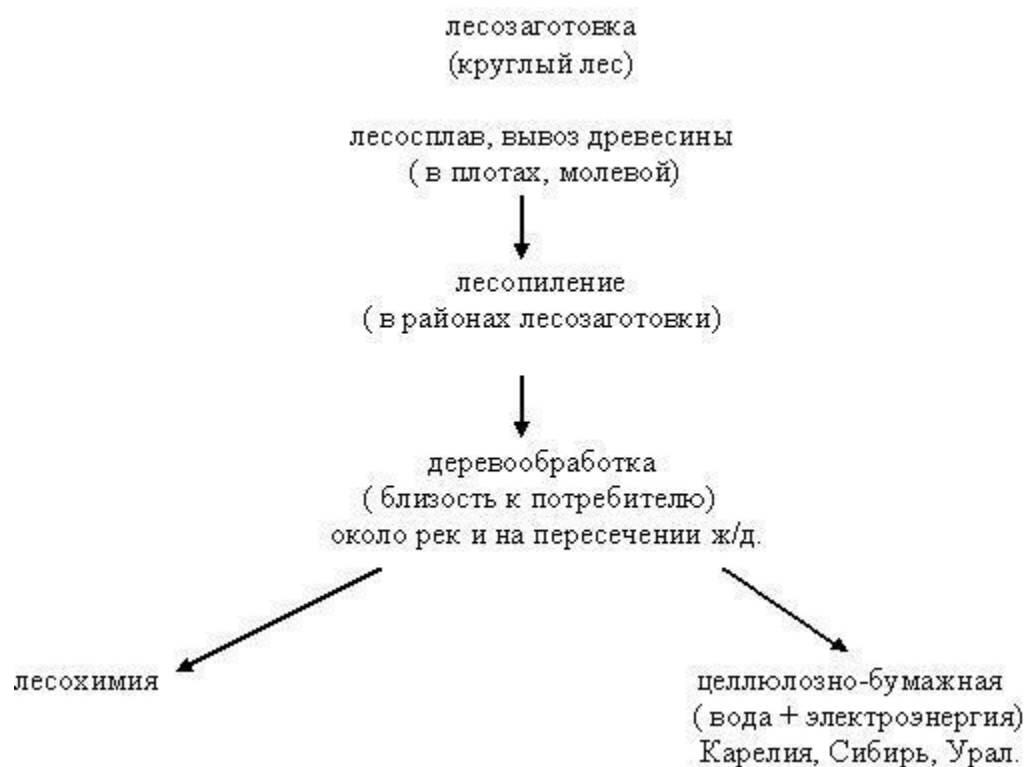 лесозаготовка
(круглый лес)
лесосплав, вывоз древесины
( в плотах, молевой)
лесопиление
( в районах лесозаготовки)
деревообработка
( близость к потребителю)
около рек и на пересечении ж/д.
лесохимия
целлюлозно-бумажная
( вода + электроэнергия)
Карелия, Сибирь, Урал.